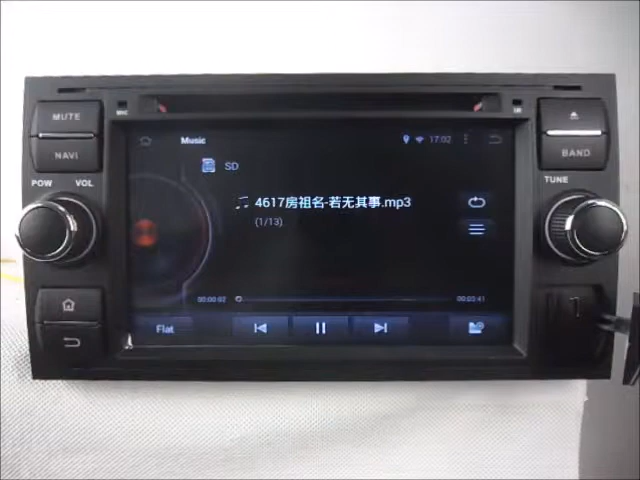 MUTE
NAVI
POW VOL
Music
17:02
SD
4617房祖名-若无其事.mp3
(1/13)
00:00:02
00:03:41
Flat
BAND
TUNE